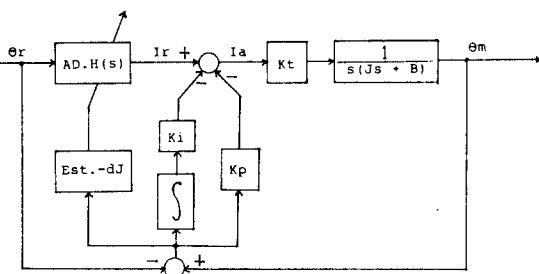 θr
AD.H(s)
Ir
+
−
−
Ia
Kt
1
s(Js + B)
θm
Ki
Est.-dJ
∫
Kp
−
+